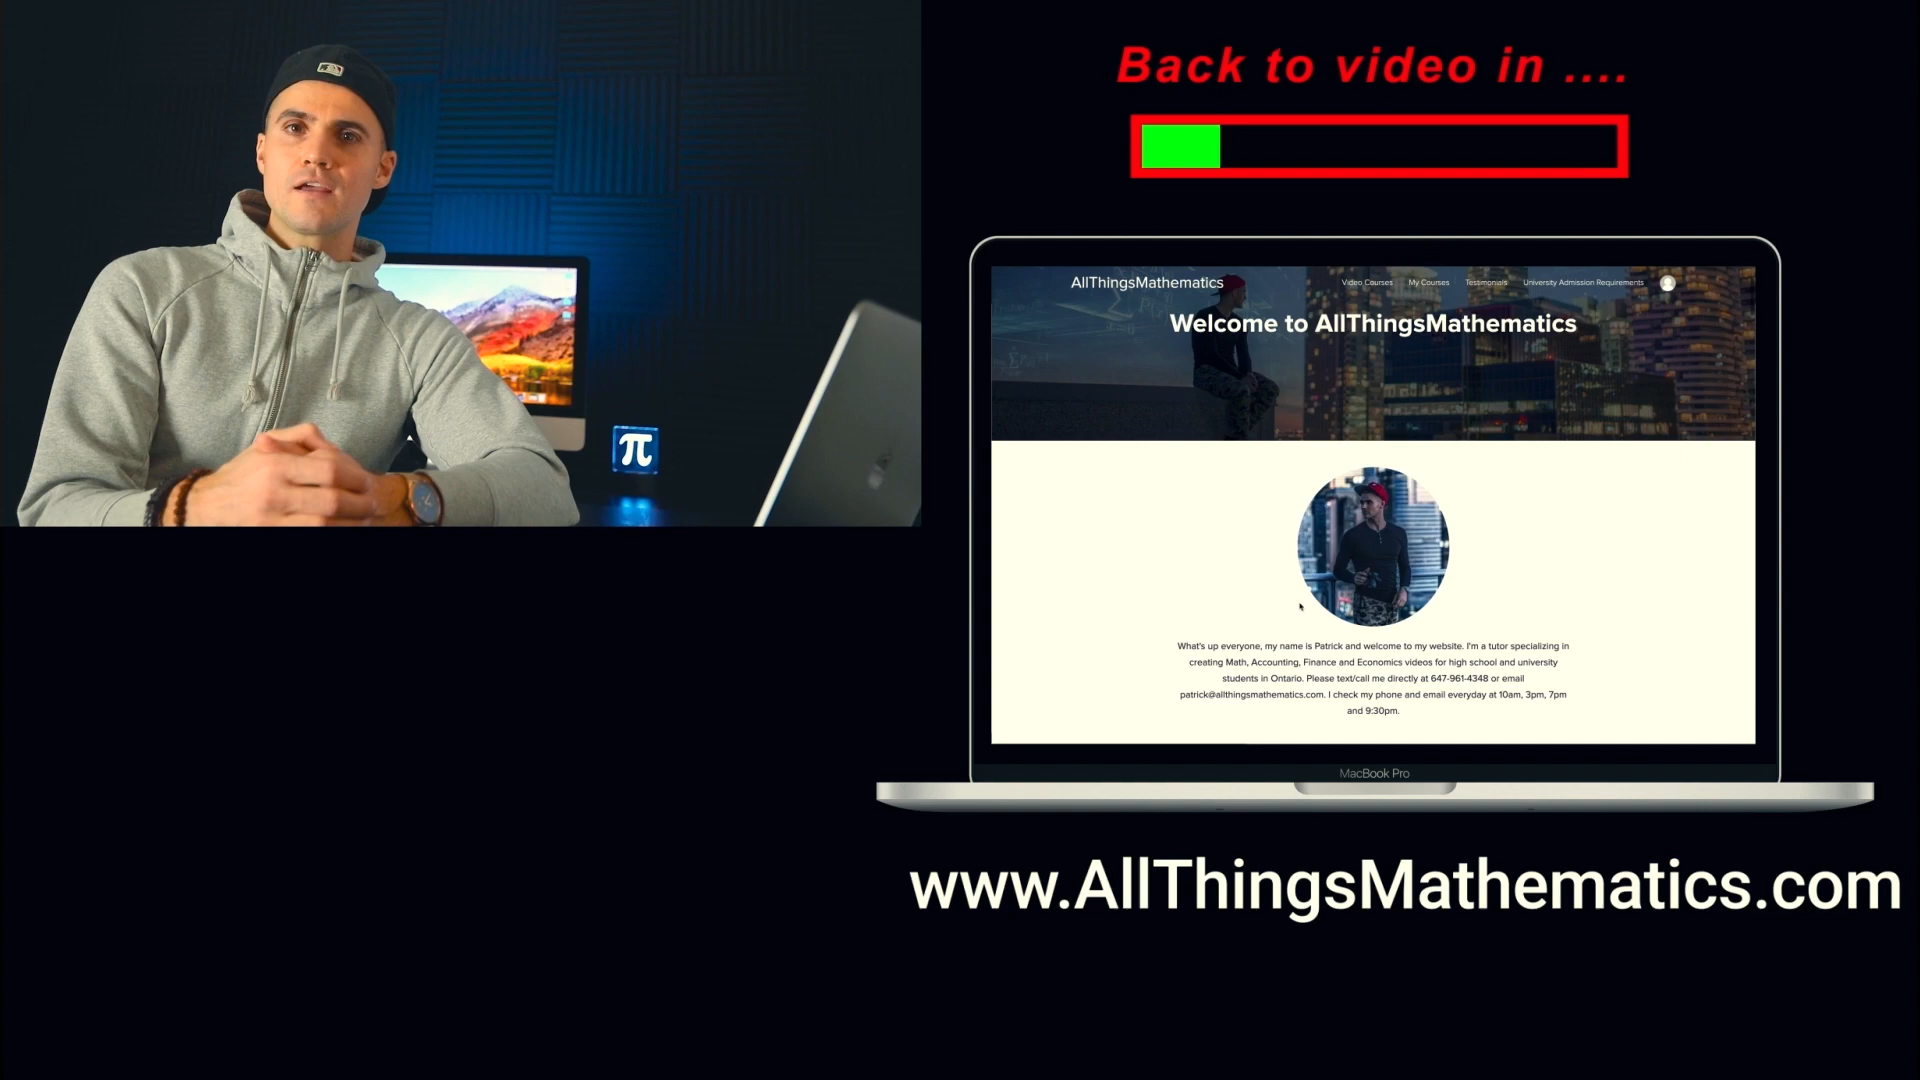 Back to video in ....
π
AllThingsMathematics
Video Courses
My Courses
Testimonials
University Admission Requirements
Welcome to AllThingsMathematics
What's up everyone, my name is Patrick and welcome to my website. I'm a tutor specializing in
creating Math, Accounting, Finance and Economics videos for high school and university
students in Ontario. Please text/call me directly at 647-961-4348 or email
patrick@allthingsmathematics.com. I check my phone and email everyday at 10am, 3pm, 7pm
and 9:30pm.
MacBook Pro
www.AllThingsMathematics.com